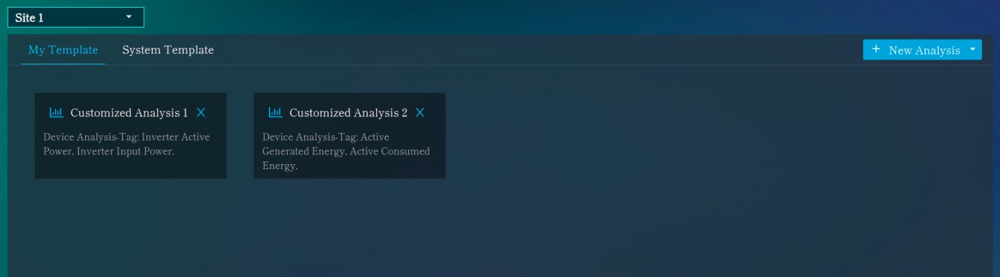 Site 1
My Template System Template + New Analysis
Customized Analysis 1 X Customized Analysis 2 X
Device Analysis-Tag: Inverter Active
Power, Inverter Input Power.
Device Analysis-Tag: Active
Generated Energy. Active Consumed
Energy.